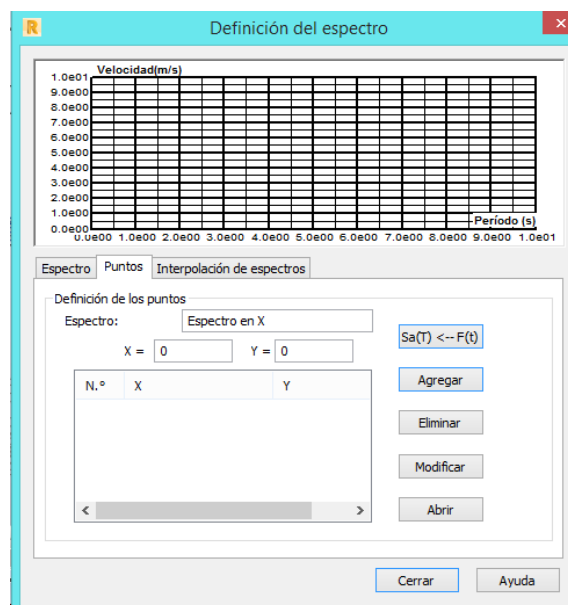 R Definición del espectro ×
Velocidad(m/s)
1.0e01
9.0e00
8.0e00
7.0e00
6.0e00
5.0e00
4.0e00
3.0e00
2.0e00
1.0e00
0.0e00
Período (s)
0.0e00 1.0e00 2.0e00 3.0e00 4.0e00 5.0e00 6.0e00 7.0e00 8.0e00 9.0e00 1.0e01
Espectro Puntos Interpolación de espectros
Definición de los puntos
Espectro: Espectro en X
X = 0 Y = 0
Sa(T) <-- F(t)
N.º X Y
Agregar
Eliminar
Modificar
Abrir
Cerrar Ayuda